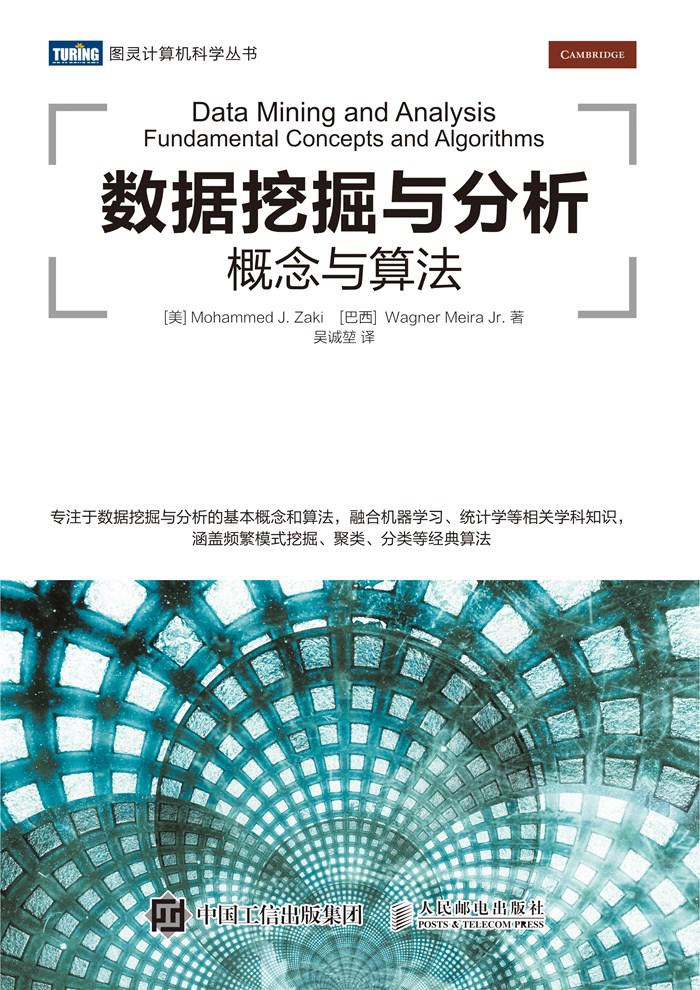 TURING 图灵计算机科学丛书
CAMBRIDGE
Data Mining and Analysis
Fundamental Concepts and Algorithms
数据挖掘与分析
概念与算法
[美] Mohammed J. Zaki [巴西] Wagner Meira Jr. 著
吴诚堃 译
专注于数据挖掘与分析的基本概念和算法，融合机器学习、统计学等相关学科知识，
涵盖频繁模式挖掘、聚类、分类等经典算法
中国工信出版集团
人民邮电出版社
POSTS & TELECOM PRESS